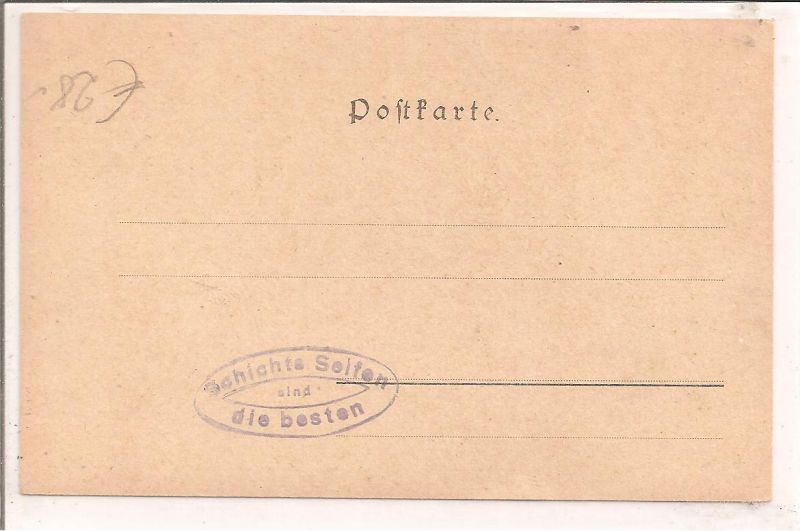 € 28,-
Poſtkarte.
Schichts Seifen
sind
die besten